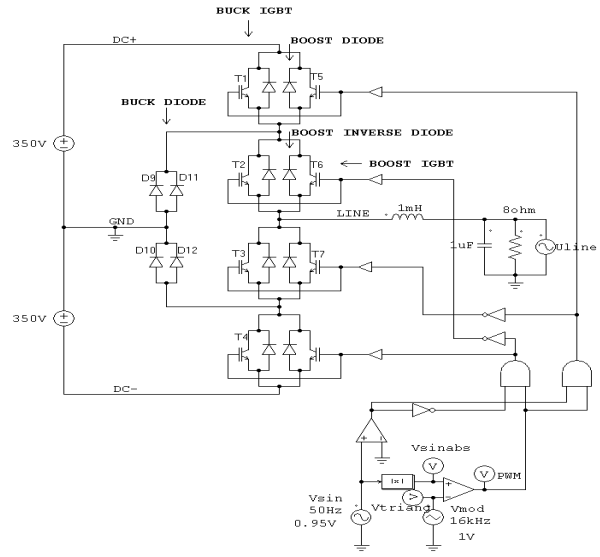 BUCK IGBT
DC+
BOOST DIODE
T1
T5
BUCK DIODE
350V
BOOST INVERSE DIODE
T2
T6
BOOST IGBT
D9
D11
LINE
1mH
8ohm
GND
1uF
Uline
D10
D12
T3
T7
350V
T4
DC-
Vsinabs
V
V
PWM
|x|
Vsin
50Hz
0.95V
Vtriang
V
Vmod
16kHz
1V